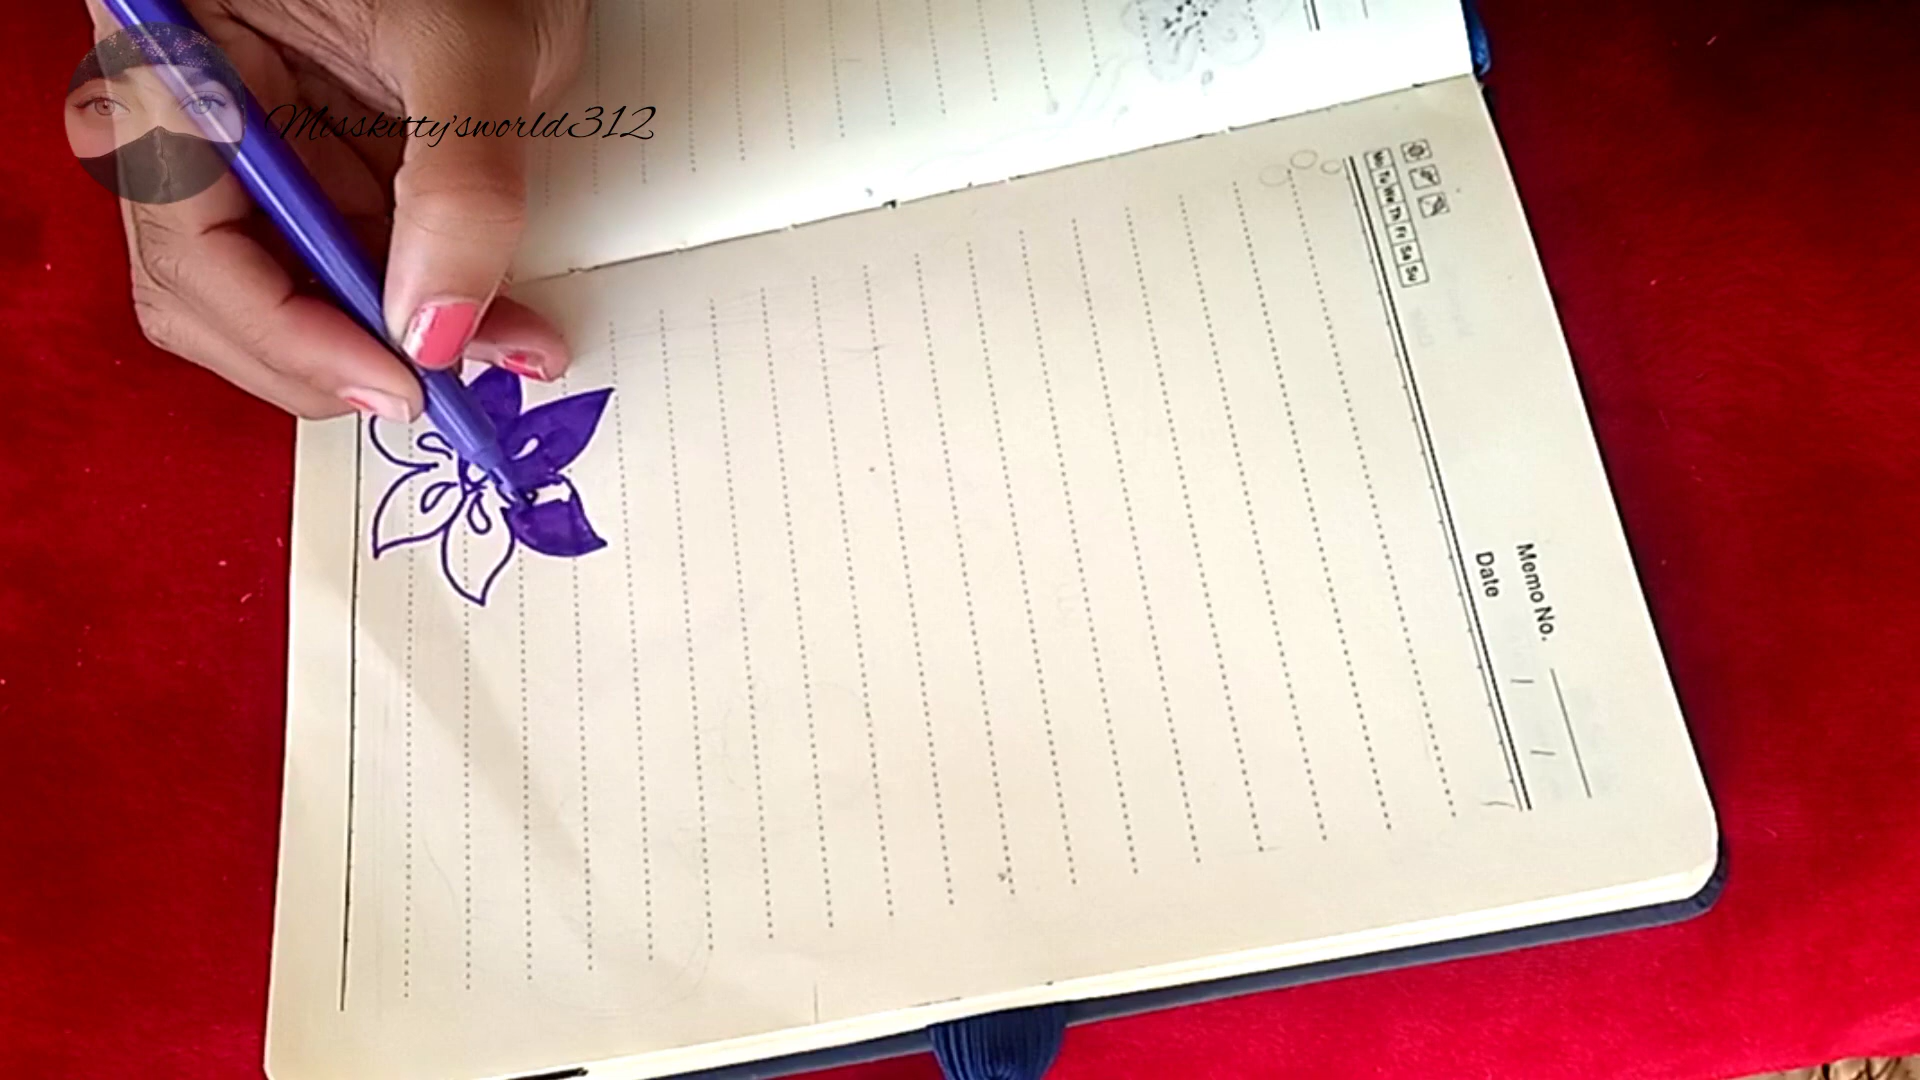 Misskitty'sworld312
Mo Tu We Th Fr Sa Su
Memo No.
Date / /